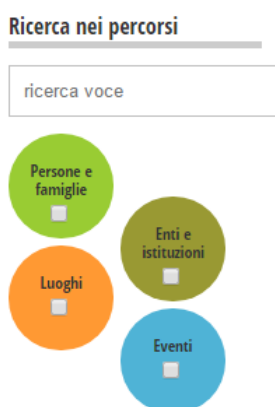 Ricerca nei percorsi
ricerca voce
Persone e
famiglie
Enti e
istituzioni
Luoghi
Eventi